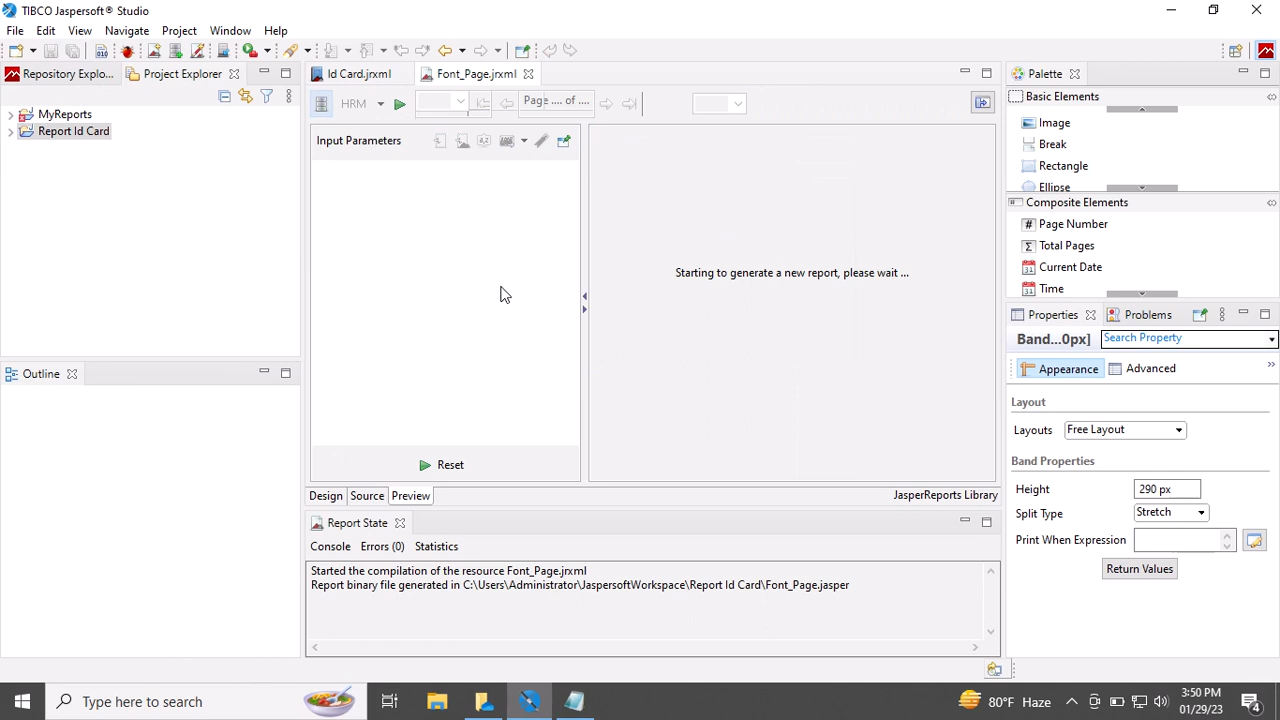 TIBCO Jaspersoft® Studio
File Edit View Navigate Project Window Help
Repository Explo... Project Explorer
MyReports
Report Id Card
Outline
Id Card.jrxml Font_Page.jrxml
HRM Page .... of ....
Input Parameters
Starting to generate a new report, please wait ...
Reset
Design Source Preview
JasperReports Library
Report State
Console Errors (0) Statistics
Started the compilation of the resource Font_Page.jrxml
Report binary file generated in C:\Users\Administrator\JaspersoftWorkspace\Report Id Card\Font_Page.jasper
Palette
Basic Elements
Image
Break
Rectangle
Ellipse
Composite Elements
# Page Number
Σ Total Pages
Current Date
Time
Properties Problems
Band...0px] Search Property
Appearance Advanced
Layout
Layouts Free Layout
Band Properties
Height 290 px
Split Type Stretch
Print When Expression
Return Values
Type here to search
80°F Haze
3:50 PM
01/29/23
4